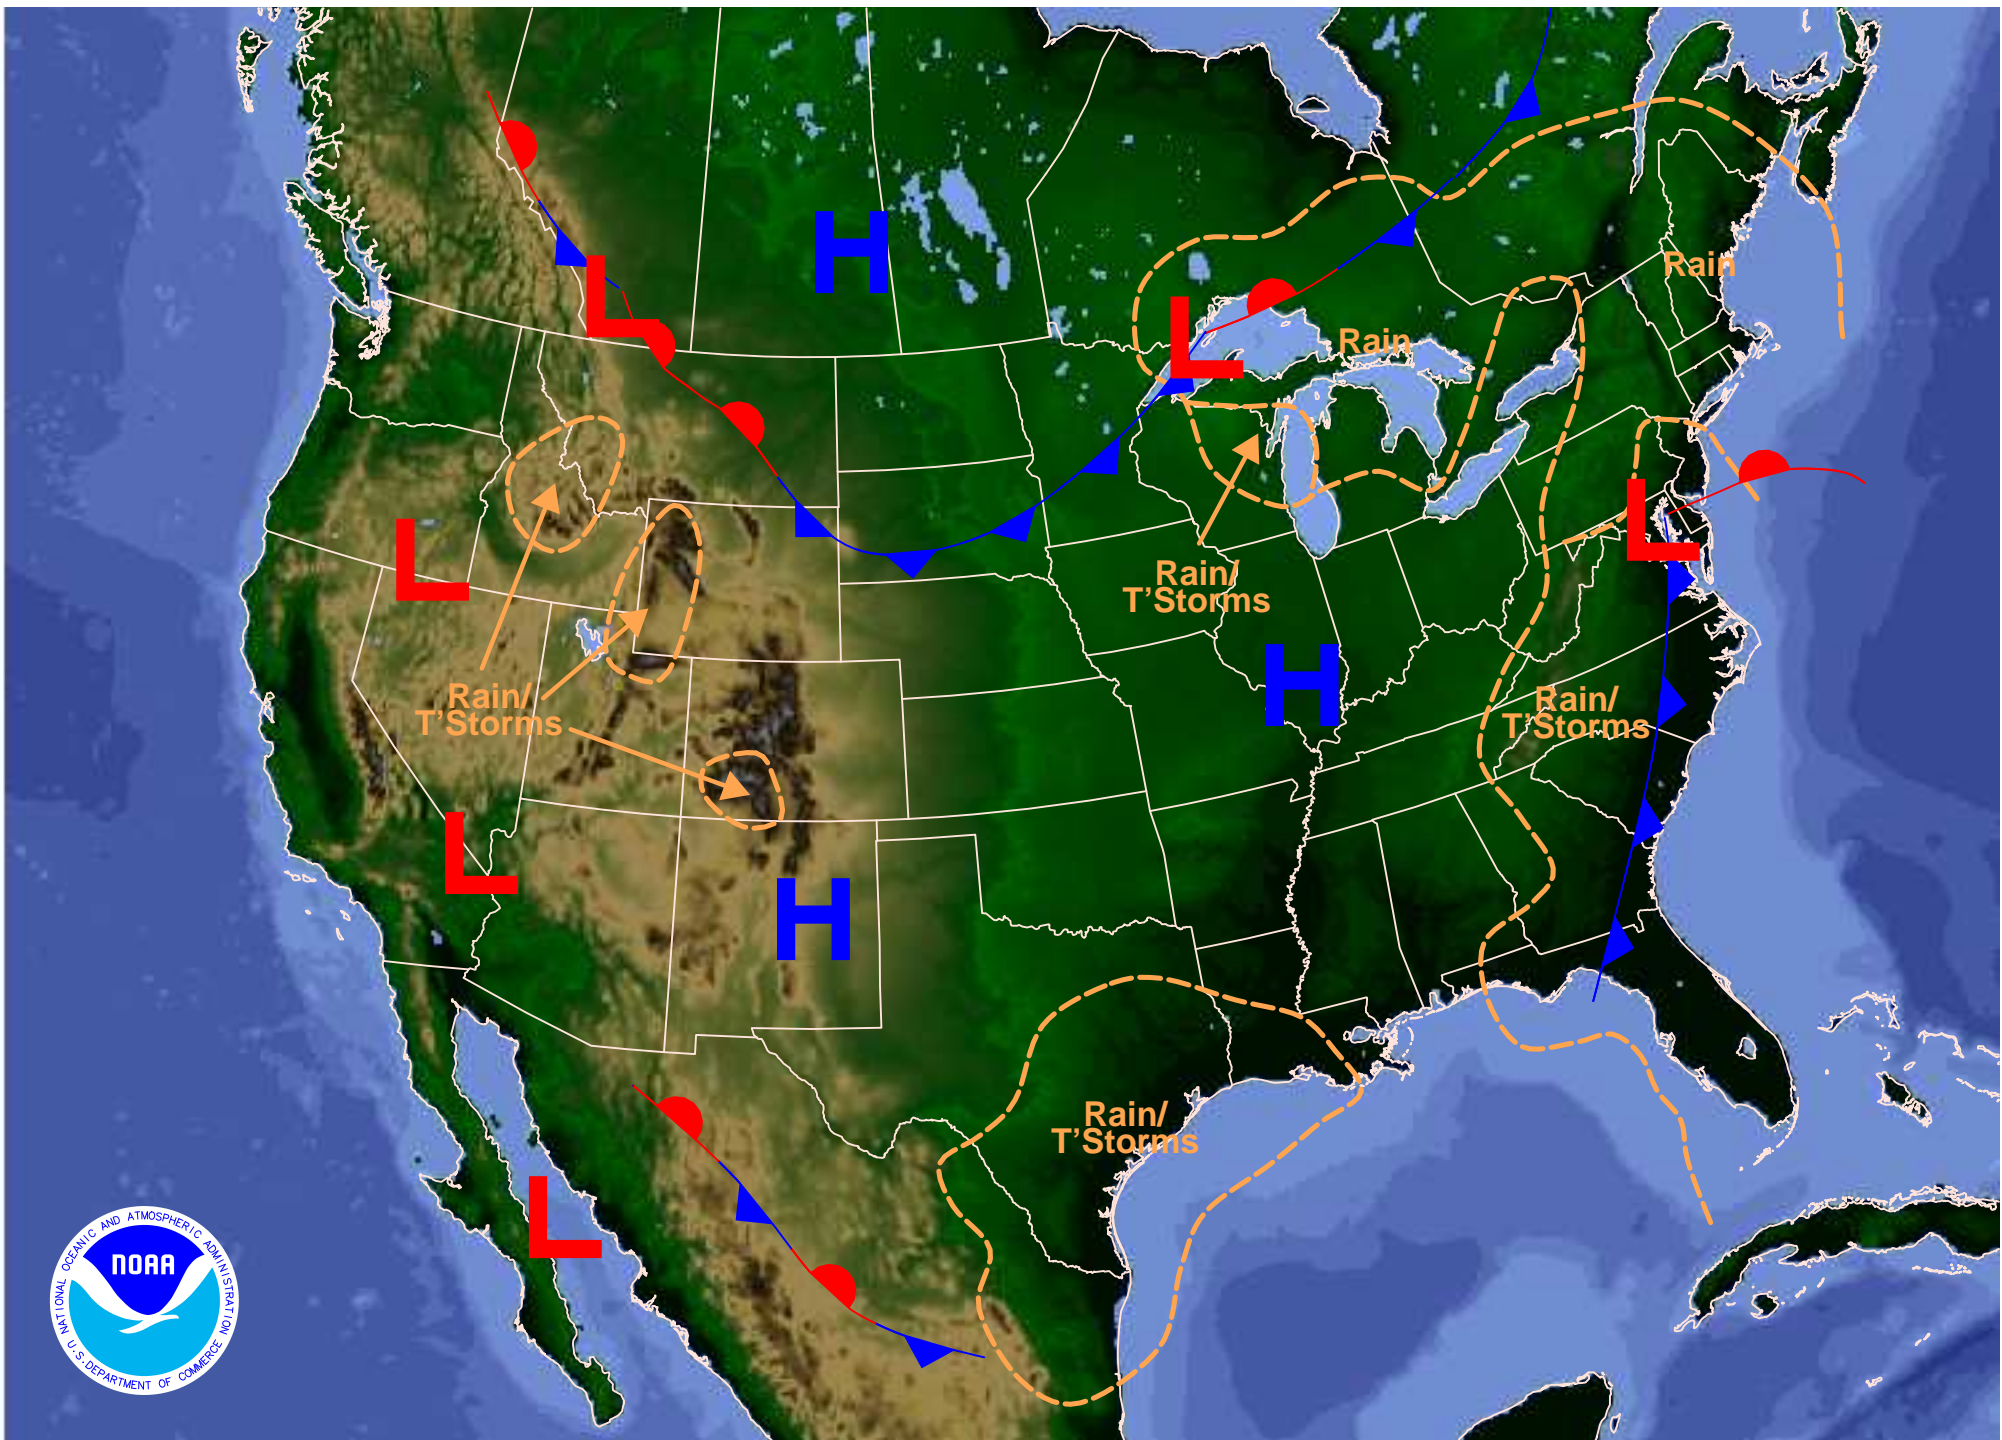 H
Rain
L
L
Rain
L
L
Rain/
T'Storms
H
Rain/
T'Storms
Rain/
T'Storms
L
H
Rain/
T'Storms
L
NATIONAL OCEANIC AND ATMOSPHERIC ADMINISTRATION
NOAA
U.S. DEPARTMENT OF COMMERCE